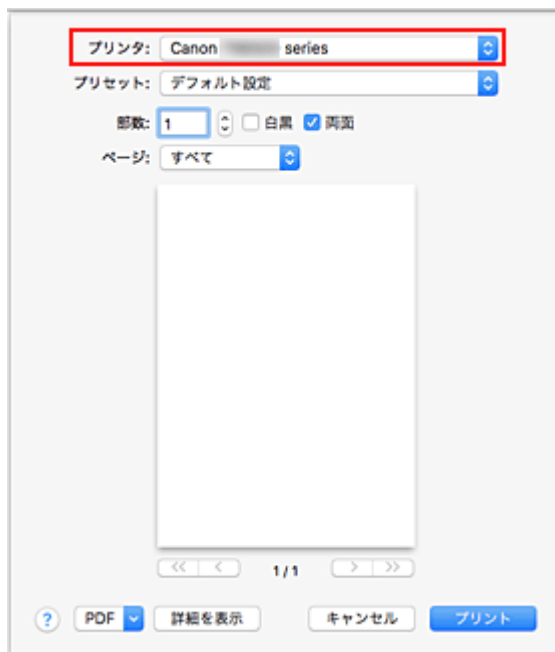 プリンタ: Canon series
プリセット: デフォルト設定
部数: 1 白黒 両面
ページ: すべて
<< < 1/1 > >>
? PDF 詳細を表示 キャンセル プリント